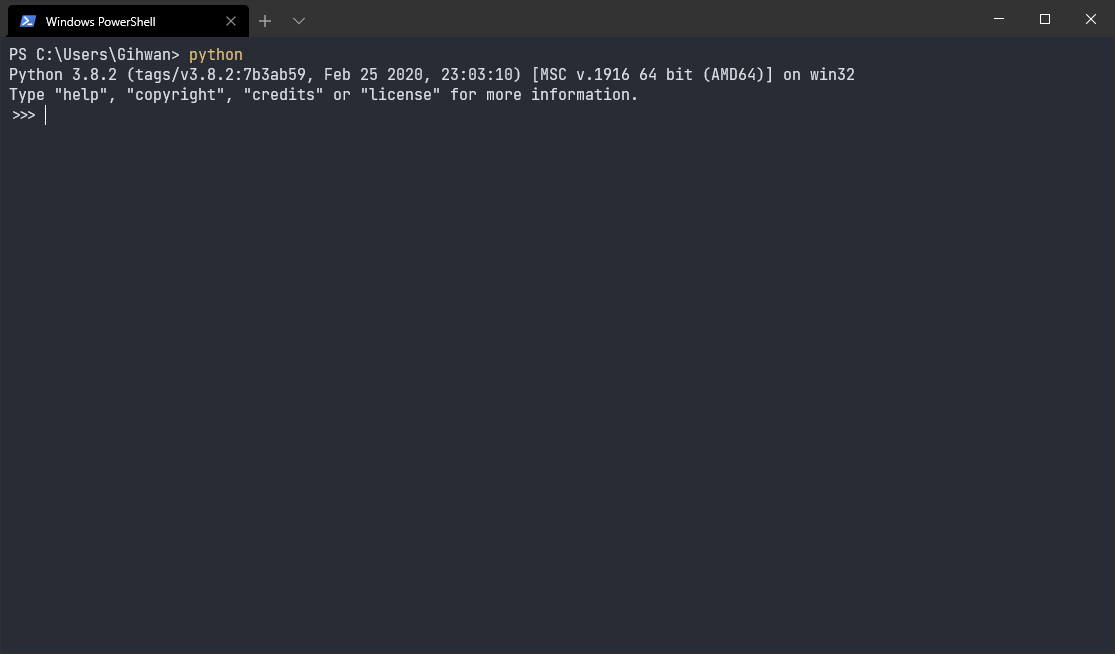 Windows PowerShell
PS C:\Users\Gihwan> python
Python 3.8.2 (tags/v3.8.2:7b3ab59, Feb 25 2020, 23:03:10) [MSC v.1916 64 bit (AMD64)] on win32
Type "help", "copyright", "credits" or "license" for more information.
>>>